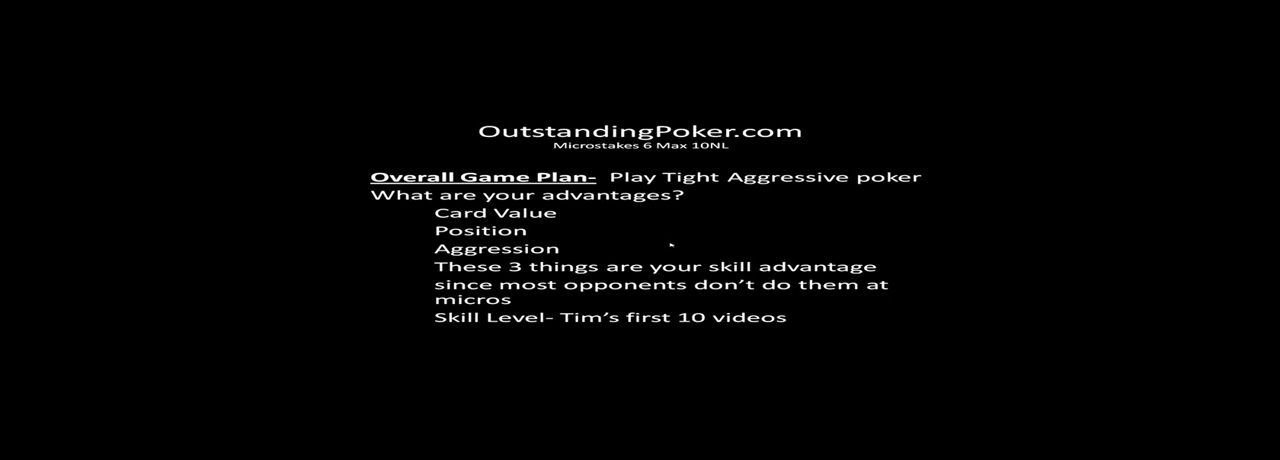 OutstandingPoker.com
Microstakes 6 Max 10NL
Overall Game Plan- Play Tight Aggressive poker
What are your advantages?
Card Value
Position
Aggression
These 3 things are your skill advantage
since most opponents don’t do them at
micros
Skill Level- Tim’s first 10 videos